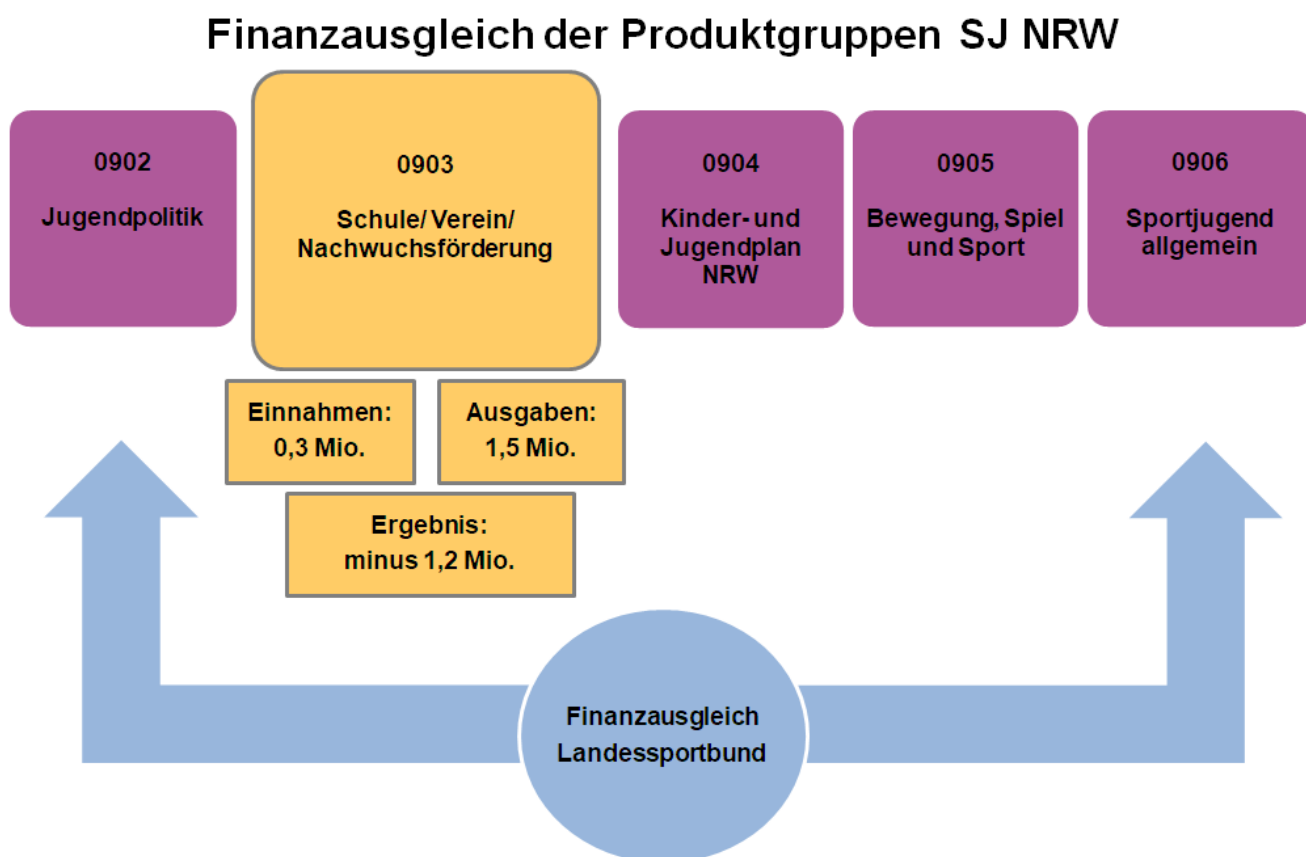 Finanzausgleich der Produktgruppen SJ NRW
0902
Jugendpolitik
0903
Schule/ Verein/
Nachwuchsförderung
0904
Kinder- und
Jugendplan
NRW
0905
Bewegung, Spiel
und Sport
0906
Sportjugend
allgemein
Einnahmen:
0,3 Mio.
Ausgaben:
1,5 Mio.
Ergebnis:
minus 1,2 Mio.
Finanzausgleich
Landessportbund